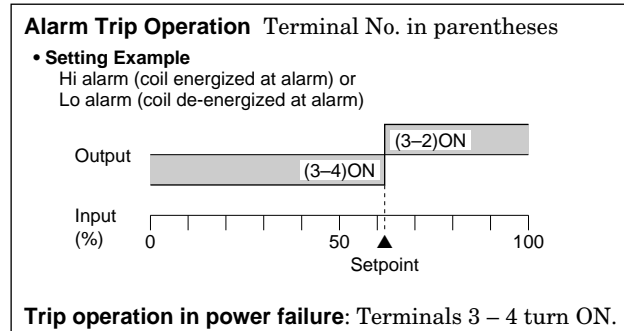 Alarm Trip Operation Terminal No. in parentheses
• Setting Example
Hi alarm (coil energized at alarm) or
Lo alarm (coil de-energized at alarm)
(3–2)ON
Output
(3–4)ON
Input
(%)
0 50 100
Setpoint
Trip operation in power failure: Terminals 3 – 4 turn ON.